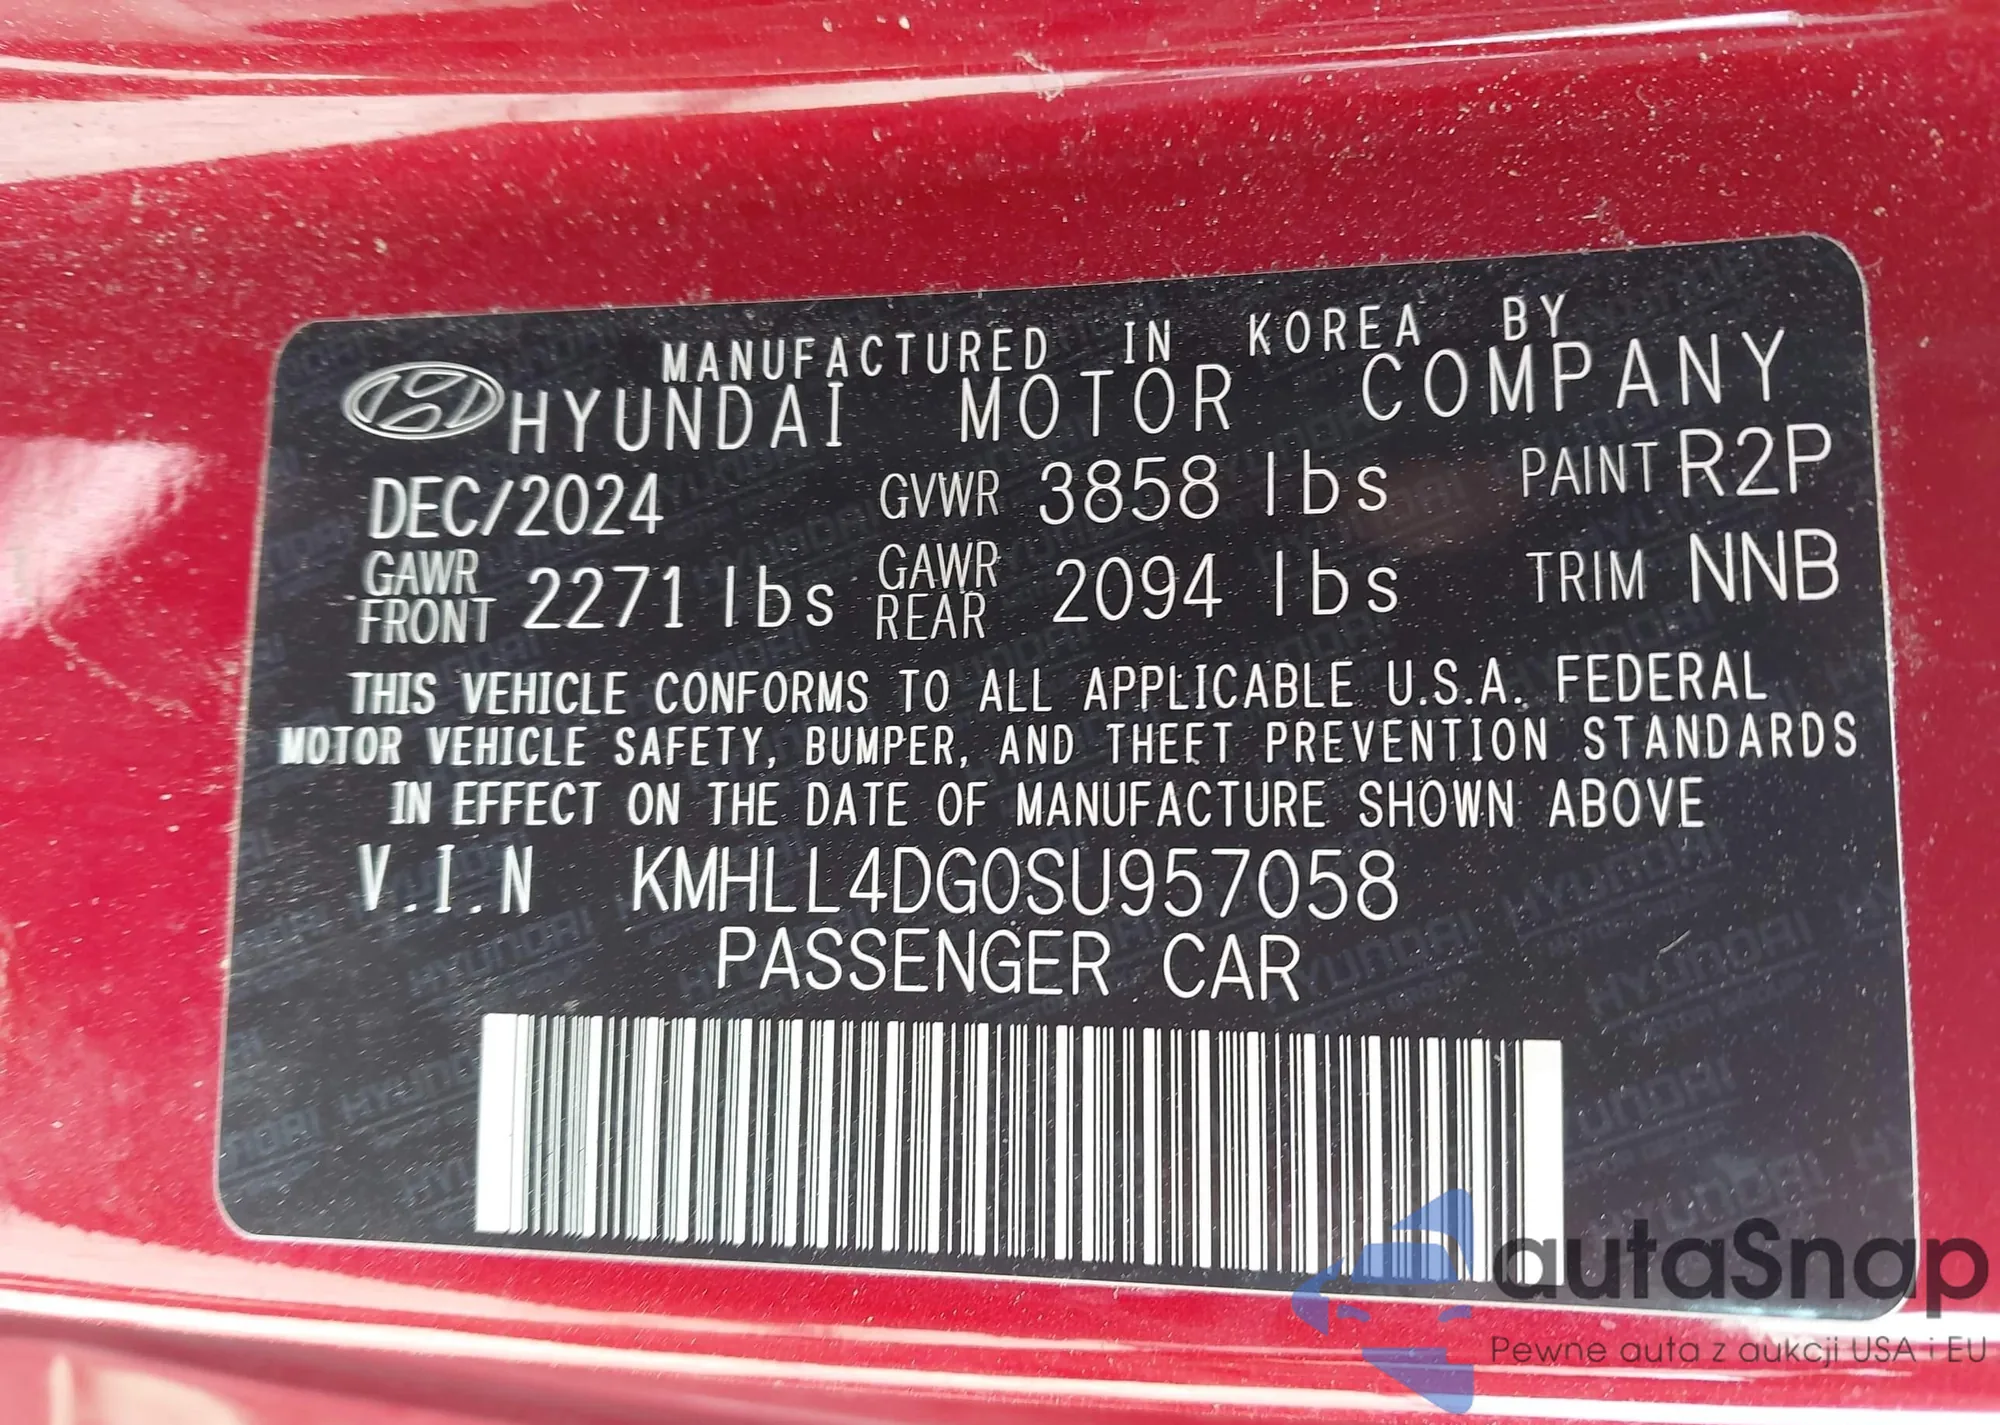 MANUFACTURED IN KOREA BY
HYUNDAI MOTOR COMPANY
DEC/2024 GVWR 3858 lbs PAINT R2P
GAWR FRONT 2271 lbs GAWR REAR 2094 lbs TRIM NNB
THIS VEHICLE CONFORMS TO ALL APPLICABLE U.S.A. FEDERAL
MOTOR VEHICLE SAFETY, BUMPER, AND THEFT PREVENTION STANDARDS
IN EFFECT ON THE DATE OF MANUFACTURE SHOWN ABOVE
V.I.N KMHLL4DG0SU957058
PASSENGER CAR
autaSnap
Pewne auta z aukcji USA i EU